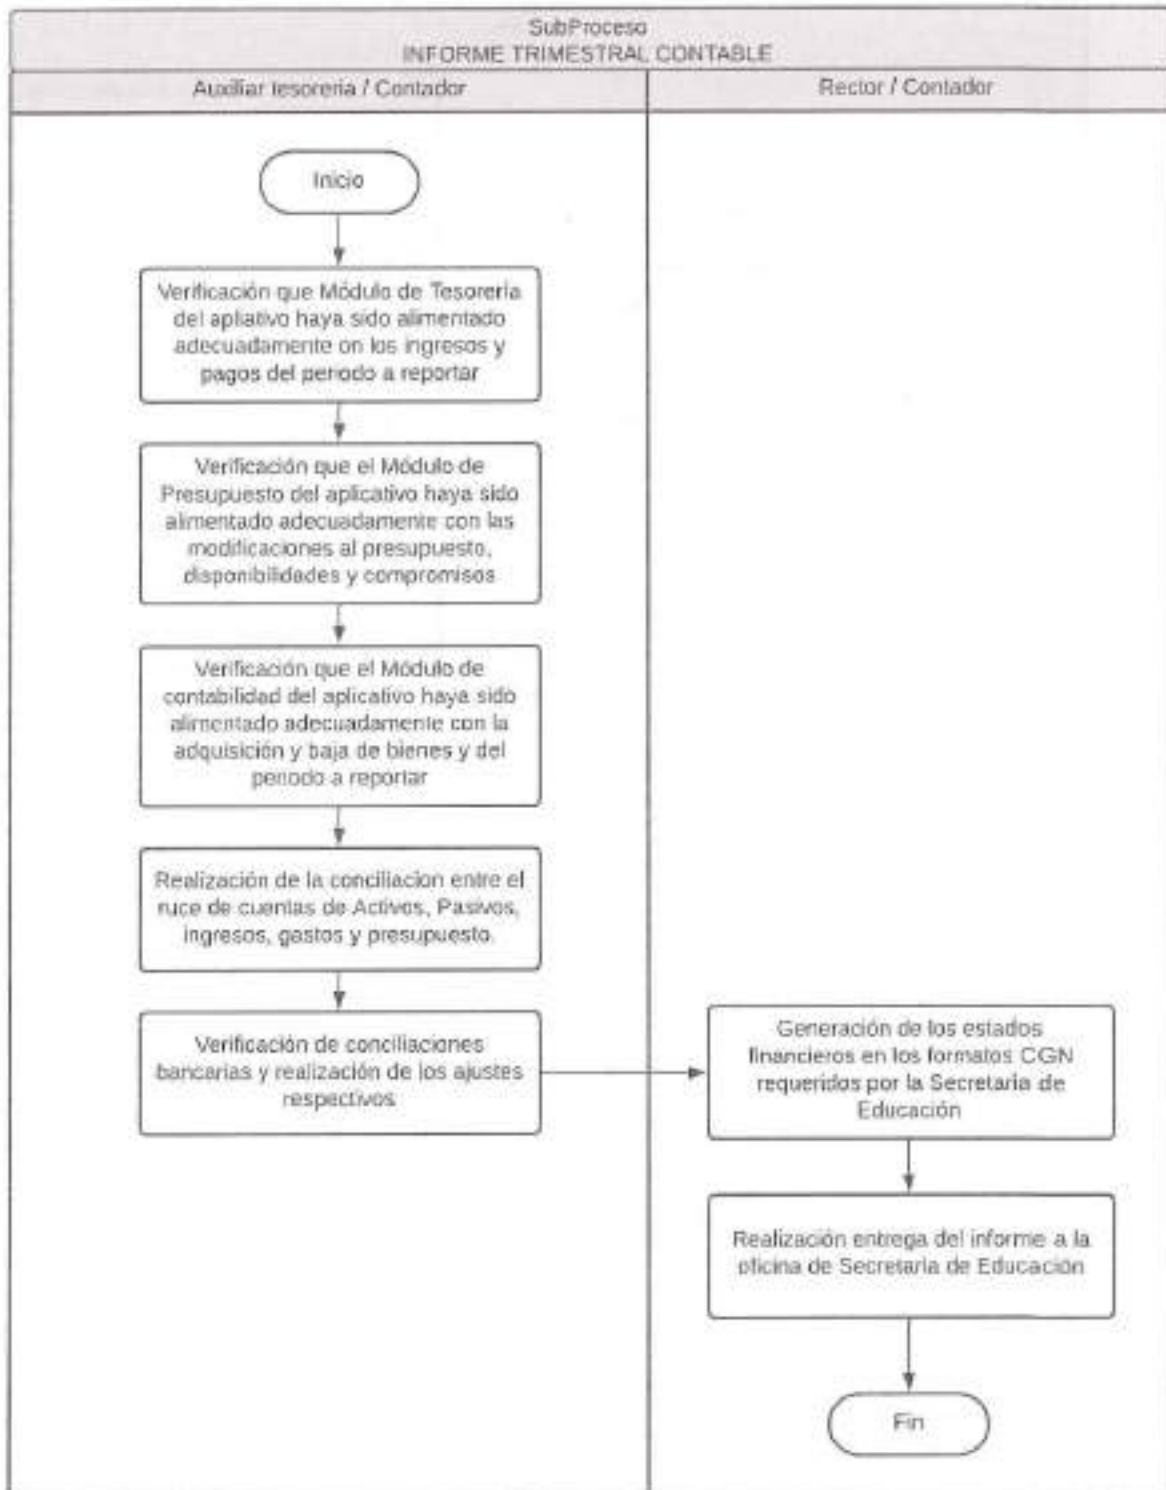 SubProceso
INFORME TRIMESTRAL CONTABLE
Auxiliar tesoreria / Contador
Rector / Contador
Inicio
Verificación que Módulo de Tesorería
del apliativo haya sido alimentado
adecuadamente on los ingresos y
pagos del periodo a reportar
Verificación que el Módulo de
Presupuesto del aplicativo haya sido
alimentado adecuadamente con las
modificaciones al presupuesto,
disponibilidades y compromisos
Verificación que el Módulo de
contabilidad del aplicativo haya sido
alimentado adecuadamente con la
adquisición y baja de bienes y del
periodo a reportar
Realización de la conciliacion entre el
ruce de cuentas de Activos, Pasivos,
ingresos, gastos y presupuesto.
Verificación de conciliaciones
bancarias y realización de los ajustes
respectivos
Generación de los estados
financieros en los formatos CGN
requeridos por la Secretaria de
Educación
Realización entrega del informe a la
oficina de Secretaria de Educación
Fin